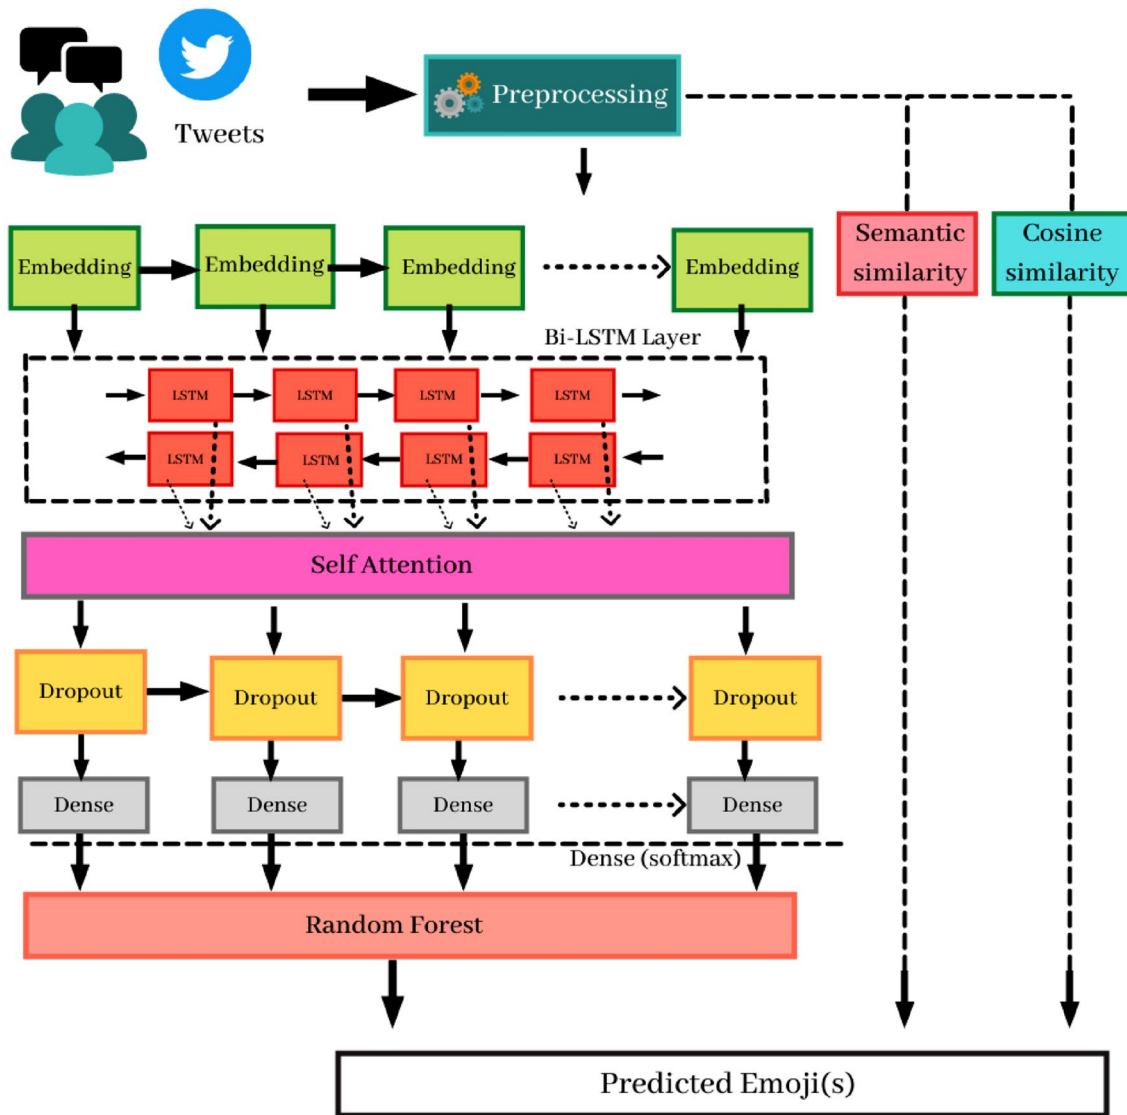 Preprocessing
Tweets
Semantic
similarity
Cosine
similarity
Embedding
Embedding
Embedding
Embedding
Bi-LSTM Layer
LSTM
LSTM
LSTM
LSTM
LSTM
LSTM
LSTM
LSTM
Self Attention
Dropout
Dropout
Dropout
Dropout
Dense
Dense
Dense
Dense
Dense (softmax)
Random Forest
Predicted Emoji(s)